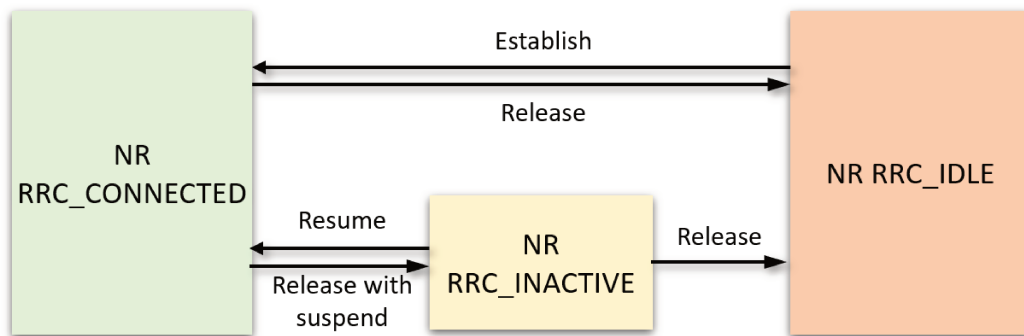 Establish
Release
NR
RRC_CONNECTED
NR RRC_IDLE
Resume
Release with
suspend
NR
RRC_INACTIVE
Release